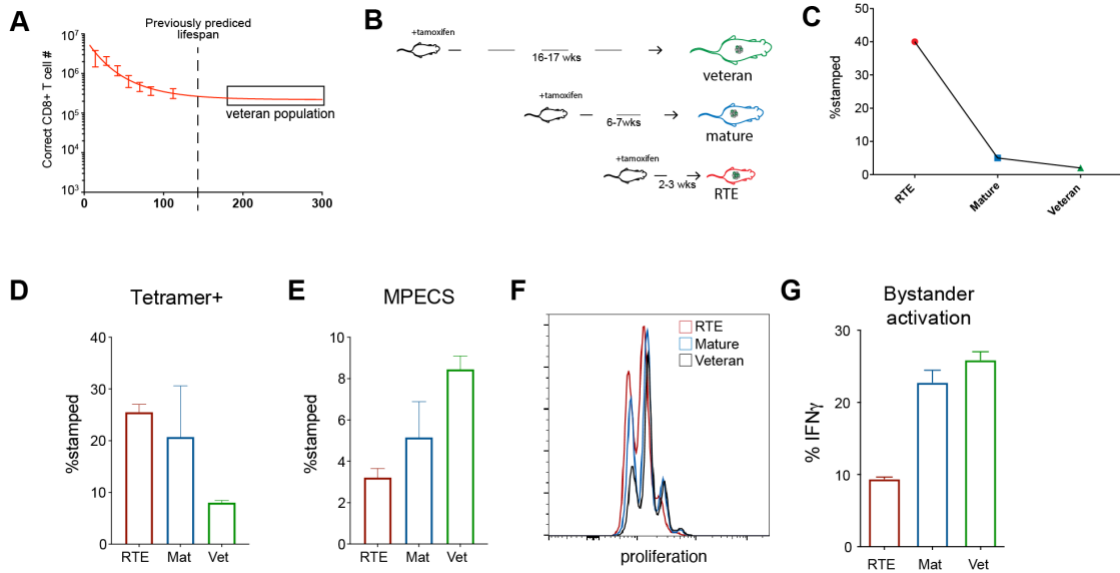 A
Previously prediced
lifespan
10^7
10^6
10^5
10^4
10^3
Correct CD8+ T cell #
veteran population
0
100
200
300
B
+tamoxifen
16-17 wks
veteran
+tamoxifen
6-7wks
mature
+tamoxifen
2-3 wks
RTE
C
50
40
30
20
10
0
%stamped
RTE
Mature
Veteran
D
Tetramer+
40
30
20
10
0
%stamped
RTE Mat Vet
E
MPECS
10
8
6
4
2
0
%stamped
RTE Mat Vet
F
RTE
Mature
Veteran
proliferation
G
Bystander
activation
30
20
10
0
% IFNγ
RTE Mat Vet